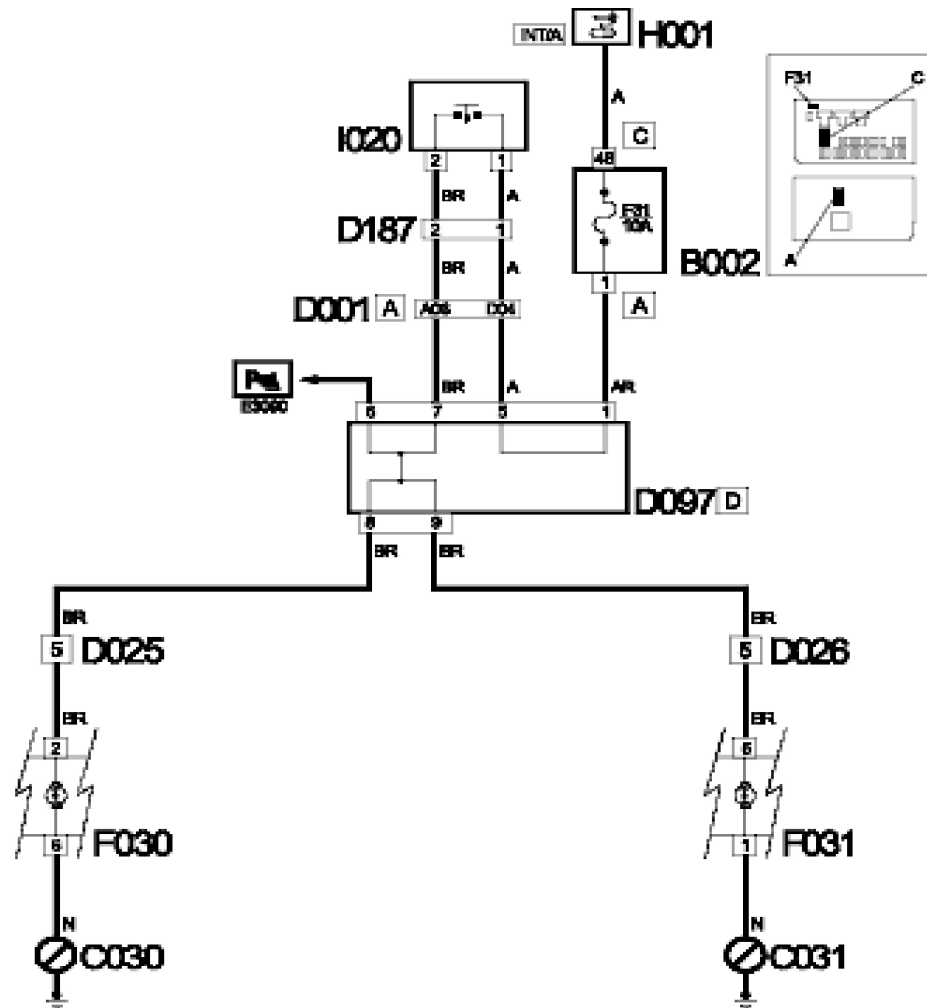 INT/A H001
A
C
48
F31
10A
B002
1
A
AR
F31 C
A
I020
2 1
BR A
D187 2 1
BR A
D001 A A06 D04
BR A
6 7 5 1
D097 D
8 9
BR BR
BR
5 D025
BR
2
F030
6
N
C030
BR
5 D026
BR
6
F031
1
N
C031